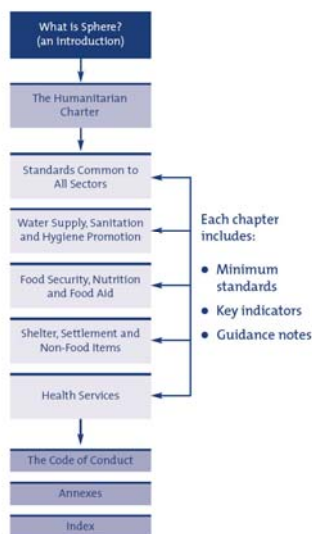 What is Sphere?
(an introduction)
The Humanitarian
Charter
Standards Common to
All Sectors
Water Supply, Sanitation
and Hygiene Promotion
Food Security, Nutrition
and Food Aid
Shelter, Settlement and
Non-Food Items
Health Services
Each chapter
includes:
• Minimum
standards
• Key indicators
• Guidance notes
The Code of Conduct
Annexes
Index